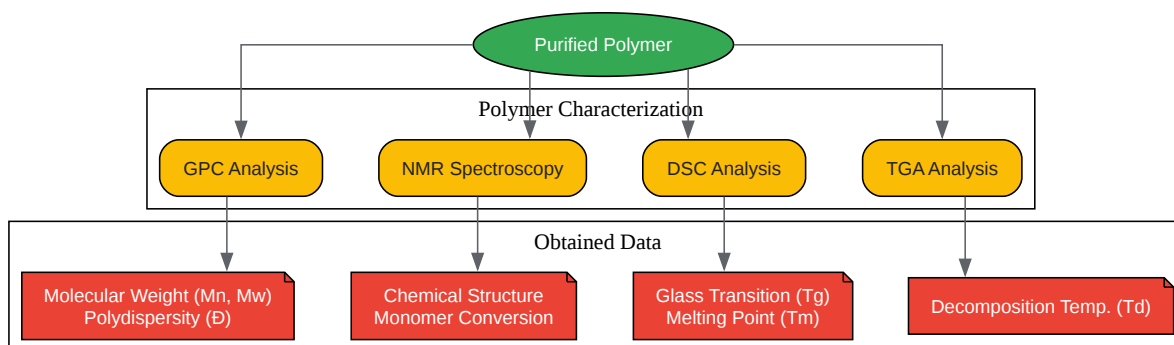 Purified Polymer
Polymer Characterization
GPC Analysis
NMR Spectroscopy
DSC Analysis
TGA Analysis
Obtained Data
Molecular Weight (Mn, Mw)
Polydispersity (Đ)
Chemical Structure
Monomer Conversion
Glass Transition (Tg)
Melting Point (Tm)
Decomposition Temp. (Td)